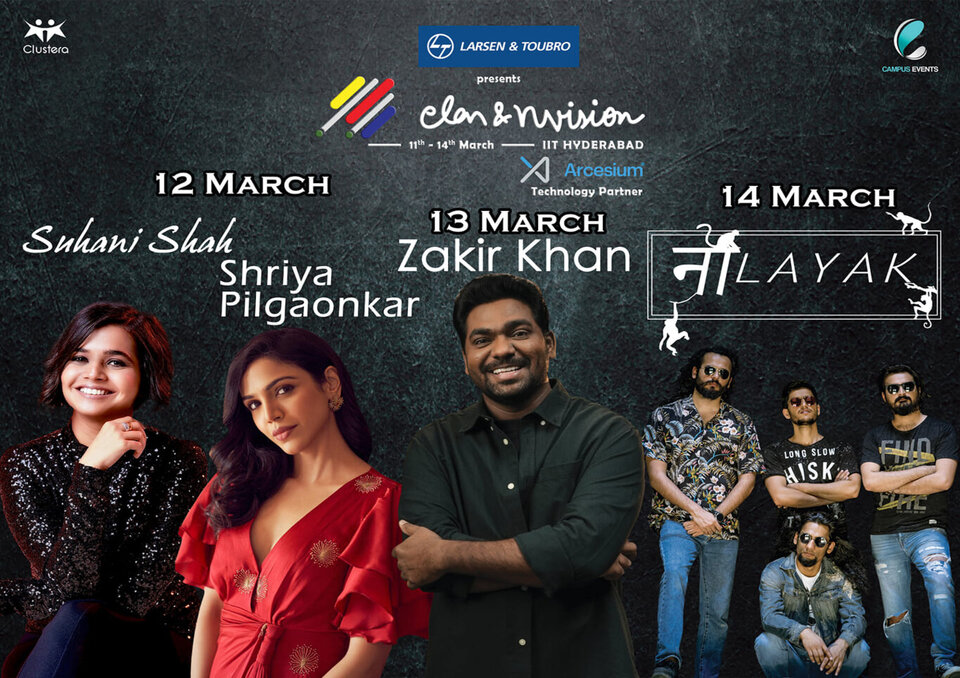 Clustera
LARSEN & TOUBRO
CAMPUS EVENTS
presents
elan & nvision
11th - 14th March IIT HYDERABAD
Arcesium
Technology Partner
12 MARCH
13 MARCH
14 MARCH
Suhani Shah
Shriya
Pilgaonkar
Zakir Khan
नाLAYAK
LONG SLOW